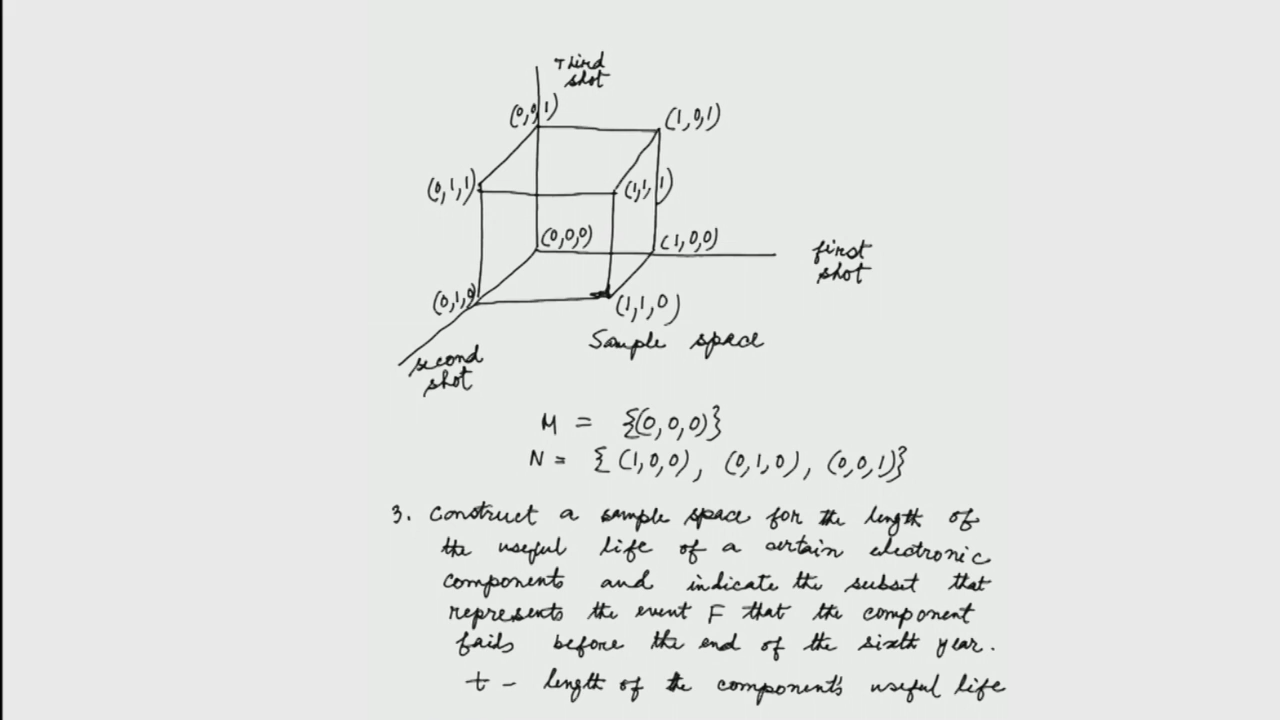 Third
shot
(0,0,1)
(1,0,1)
(0,1,1)
(1,1,1)
(0,0,0)
(1,0,0)
first
shot
(0,1,0)
(1,1,0)
Sample space
second
shot
M = {(0,0,0)}
N = { (1,0,0), (0,1,0), (0,0,1)}
3. Construct a sample space for the length of
the useful life of a certain electronic
components and indicate the subset that
represents the event F that the component
fails before the end of the sixth year.
t - length of the component's useful life